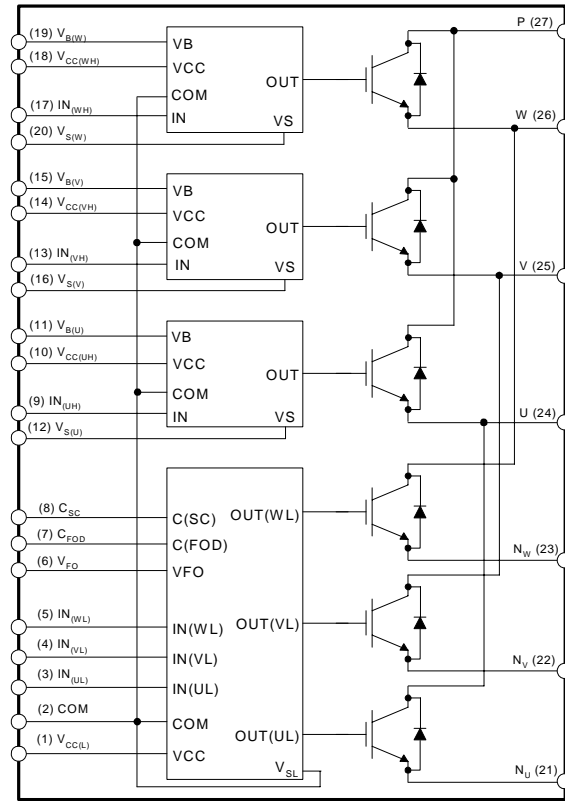 (19) VB(W)
(18) VCC(WH)
(17) IN(WH)
(20) VS(W)
VB
VCC
COM
IN
OUT
VS
P (27)
W (26)
(15) VB(V)
(14) VCC(VH)
(13) IN(VH)
(16) VS(V)
VB
VCC
COM
IN
OUT
VS
V (25)
(11) VB(U)
(10) VCC(UH)
(9) IN(UH)
(12) VS(U)
VB
VCC
COM
IN
OUT
VS
U (24)
(8) CSC
(7) CFOD
(6) VFO
(5) IN(WL)
(4) IN(VL)
(3) IN(UL)
(2) COM
(1) VCC(L)
C(SC)
C(FOD)
VFO
IN(WL)
IN(VL)
IN(UL)
COM
VCC
OUT(WL)
OUT(VL)
OUT(UL)
VSL
NW (23)
NV (22)
NU (21)